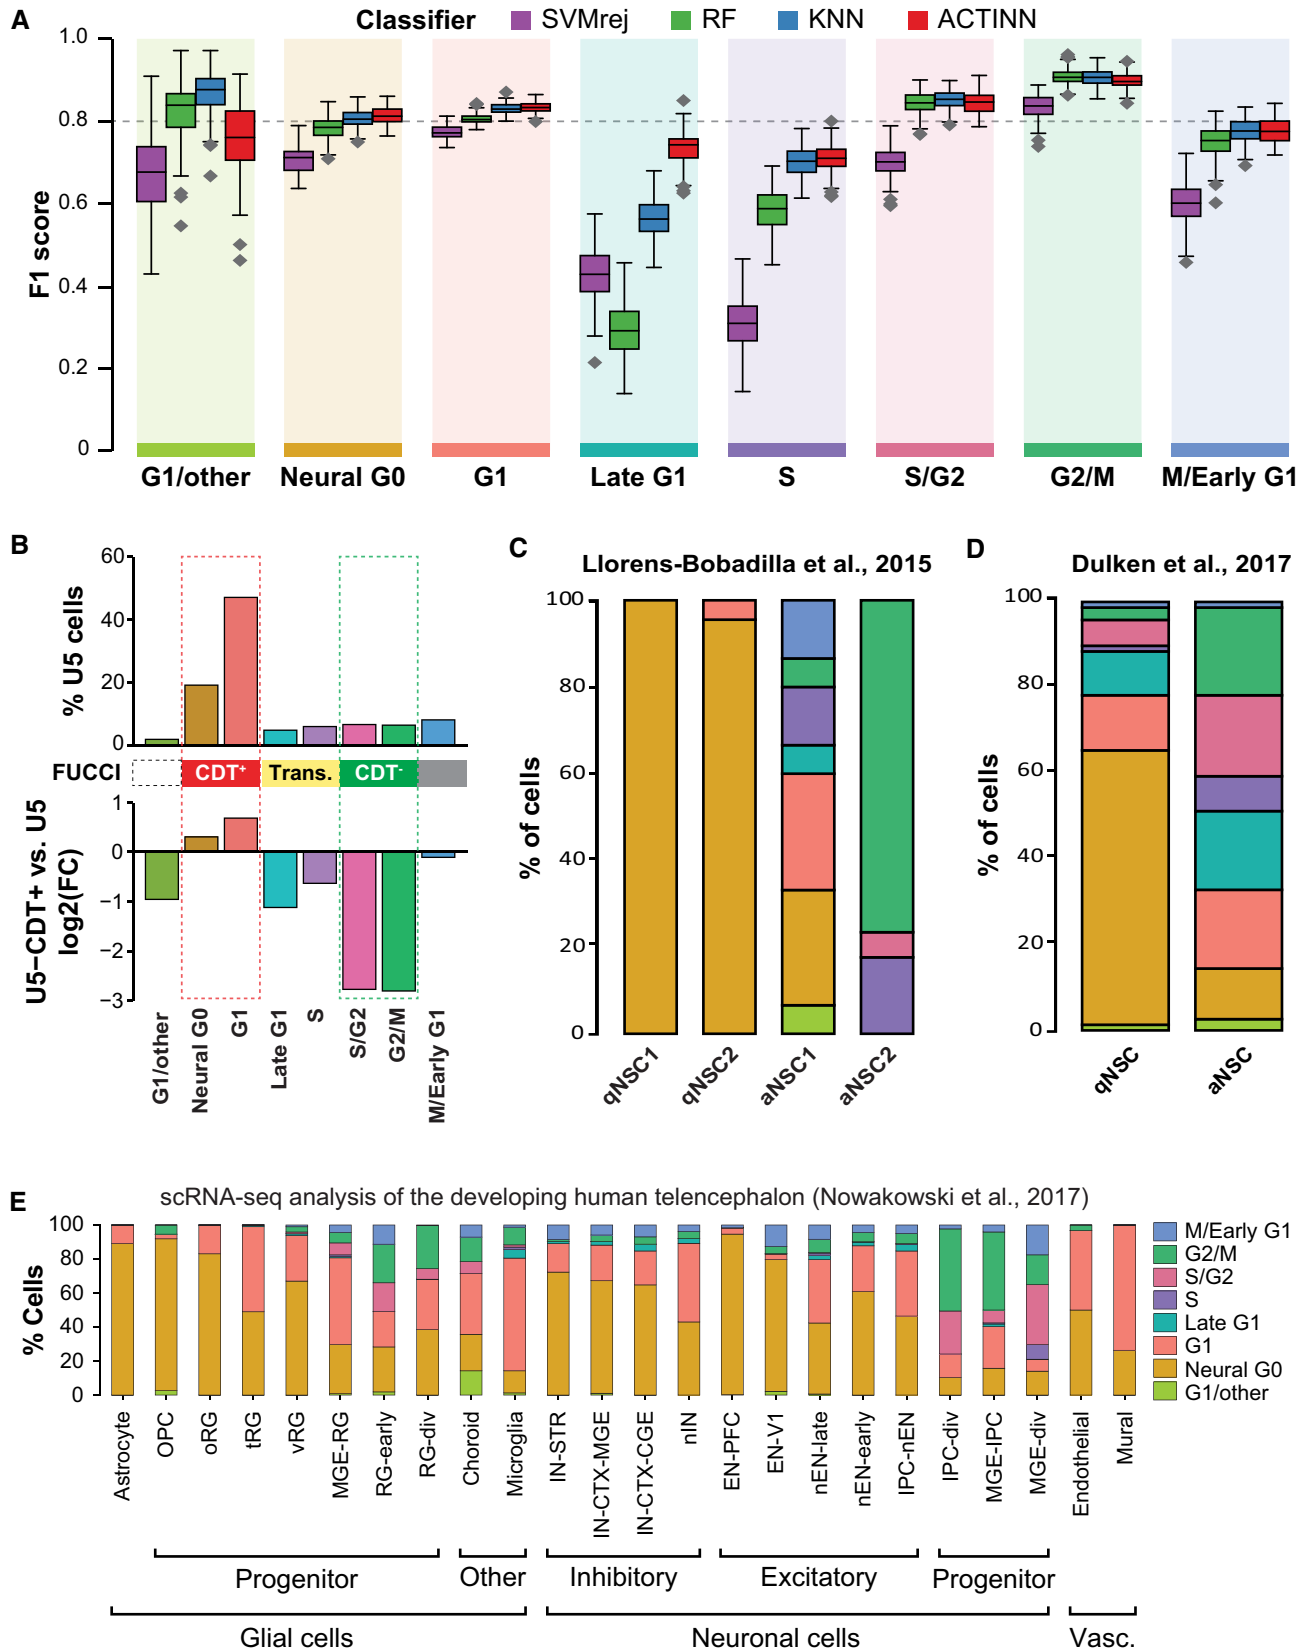 A
Classifier SVMrej RF KNN ACTINN
F1 score
1.0
0.8
0.6
0.4
0.2
0
G1/other Neural G0 G1 Late G1 S S/G2 G2/M M/Early G1
B
% U5 cells
60
40
20
0
FUCCI CDT+ Trans. CDT-
U5–CDT+ vs. U5
log2(FC)
1
0
−1
−2
−3
G1/other
Neural G0
G1
Late G1
S
S/G2
G2/M
M/Early G1
C
Llorens-Bobadilla et al., 2015
% of cells
100
80
60
40
20
0
qNSC1
qNSC2
aNSC1
aNSC2
D
Dulken et al., 2017
% of cells
100
80
60
40
20
0
qNSC
aNSC
E
scRNA-seq analysis of the developing human telencephalon (Nowakowski et al., 2017)
% Cells
100
80
60
40
20
0
M/Early G1
G2/M
S/G2
S
Late G1
G1
Neural G0
G1/other
Astrocyte
OPC
oRG
tRG
vRG
MGE-RG
RG-early
RG-div
Choroid
Microglia
IN-STR
IN-CTX-MGE
IN-CTX-CGE
nIN
EN-PFC
EN-V1
nEN-late
nEN-early
IPC-nEN
IPC-div
MGE-IPC
MGE-div
Endothelial
Mural
Progenitor Other Inhibitory Excitatory Progenitor
Glial cells Neuronal cells Vasc.